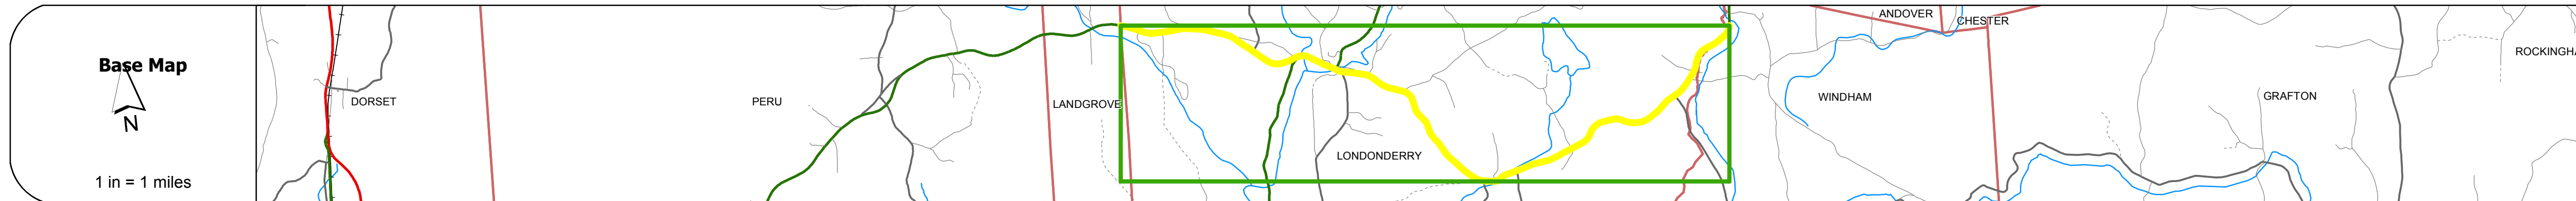 Base Map
N
1 in = 1 miles
DORSET
PERU
LANDGROVE
LONDONDERRY
ANDOVER
CHESTER
WINDHAM
GRAFTON
ROCKINGHA